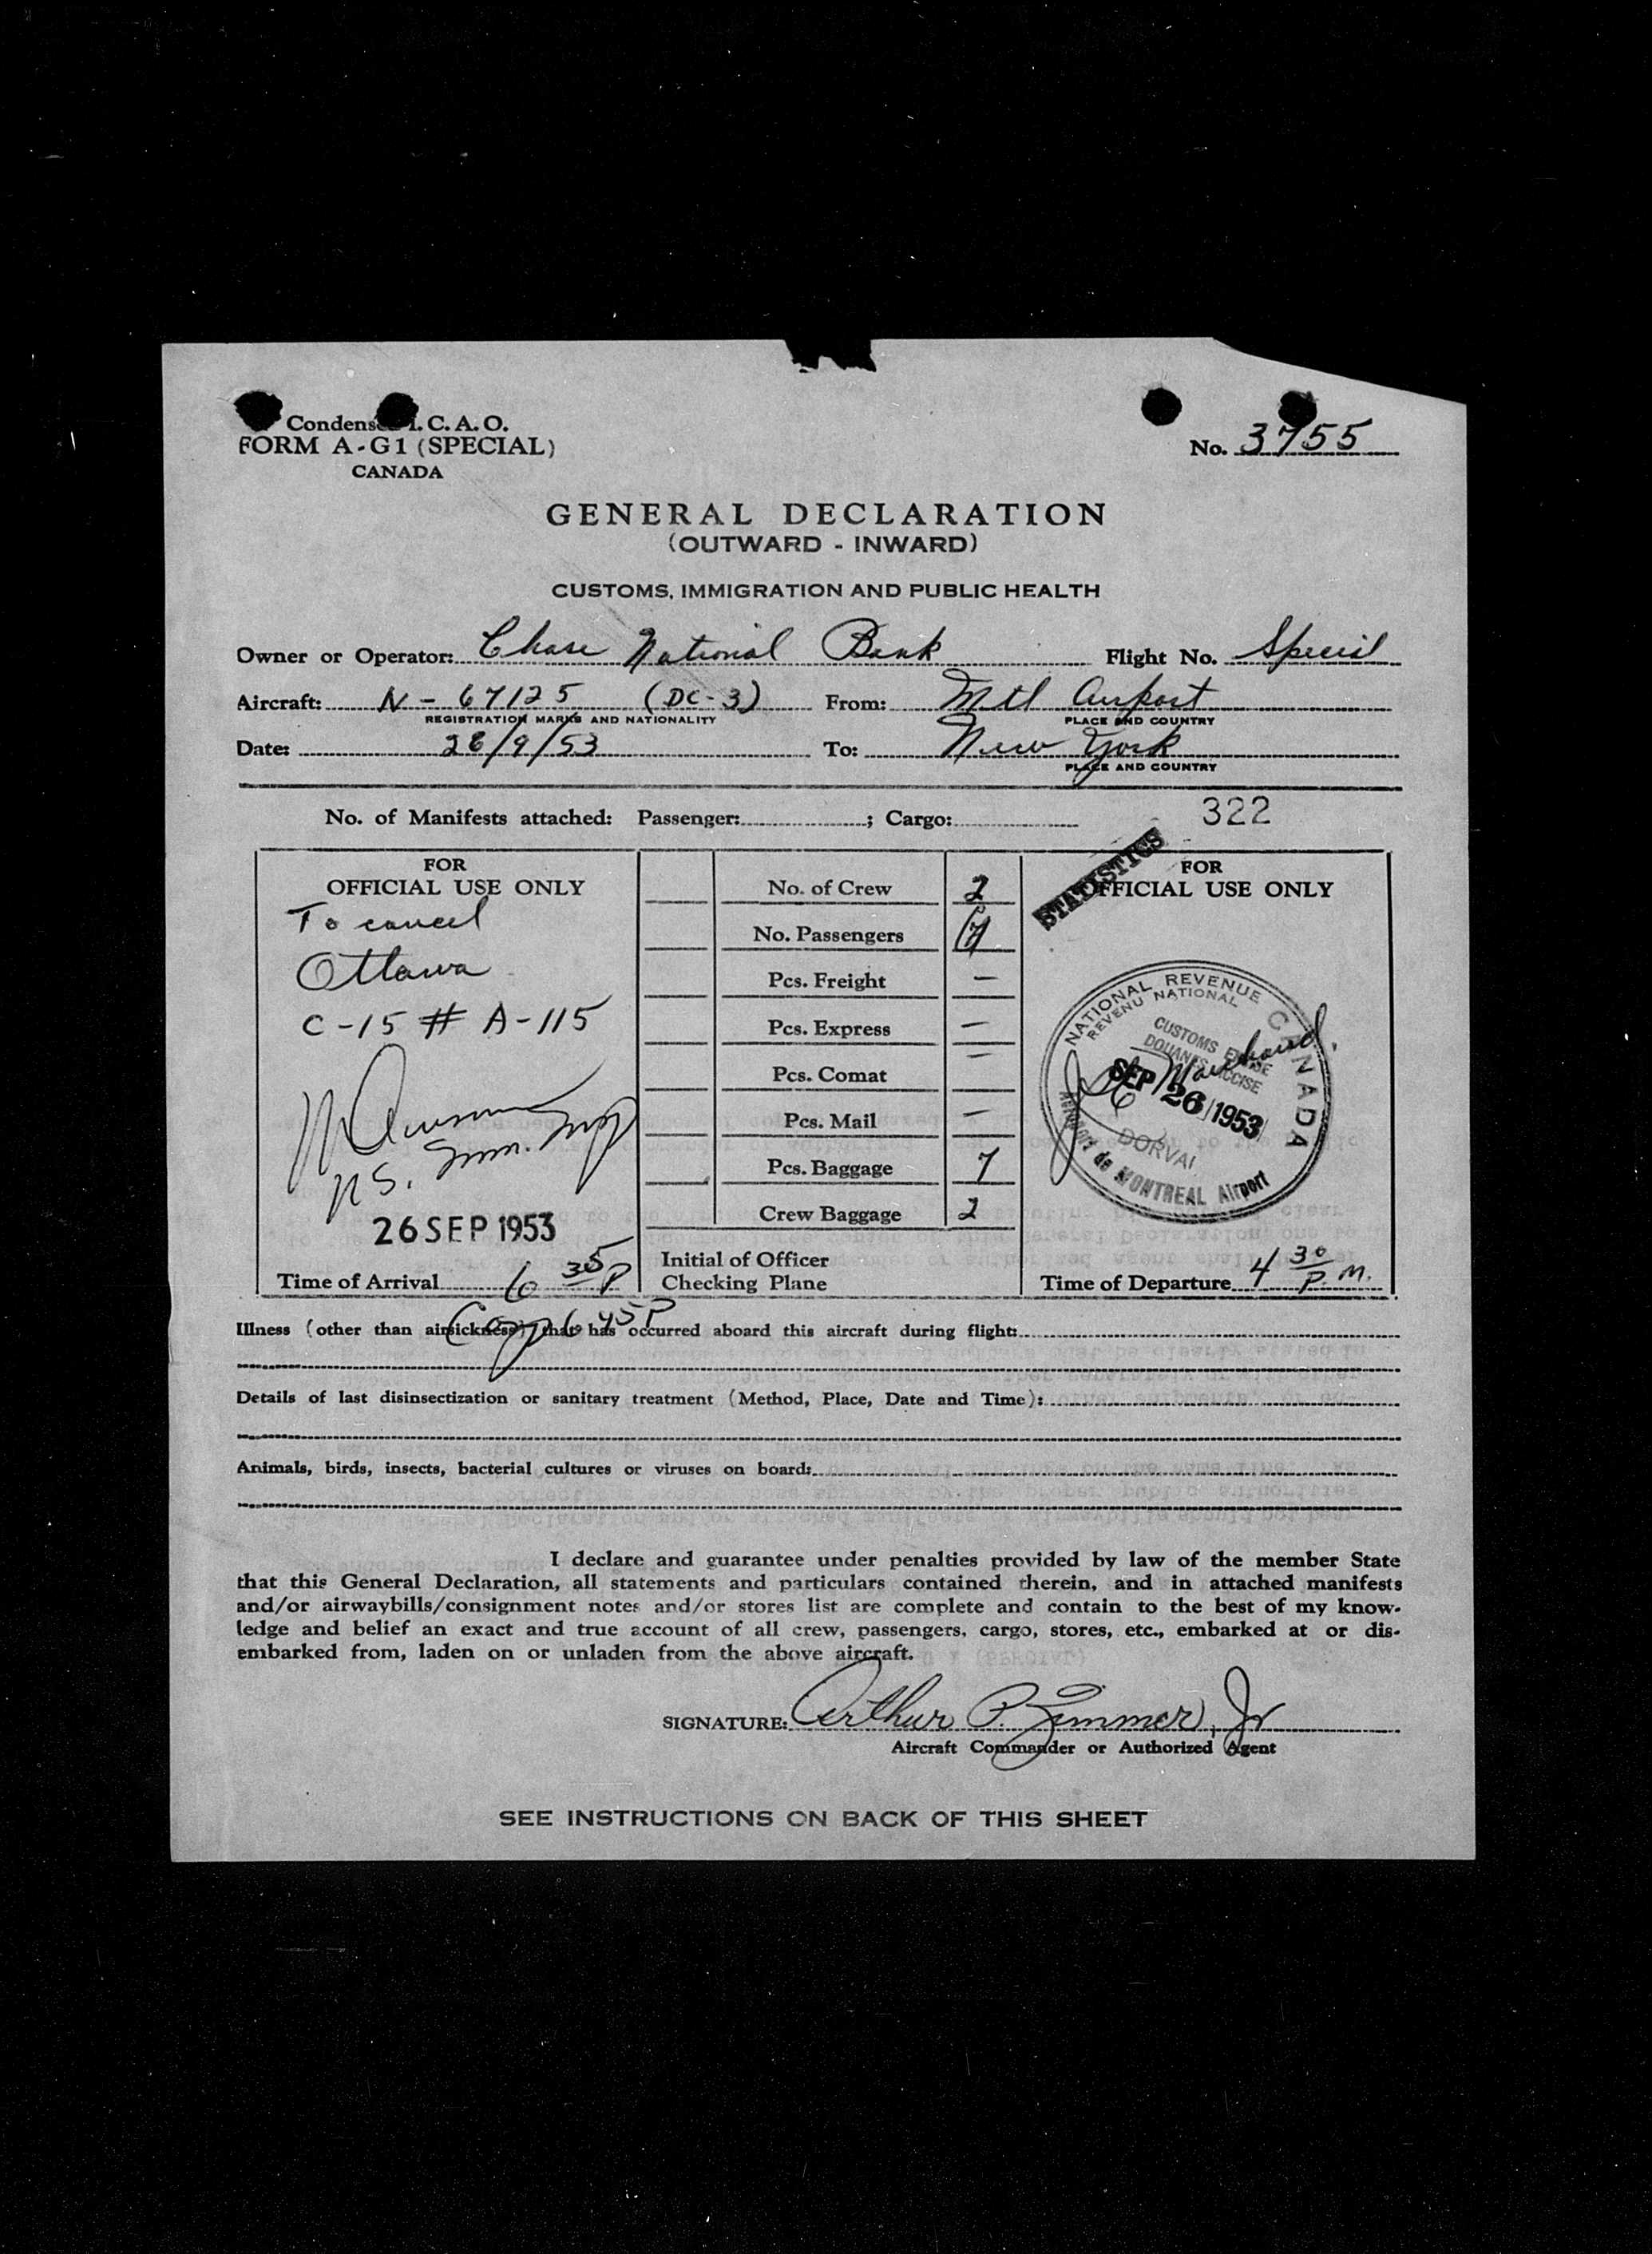 Condensed I. C. A. O.
FORM A-G1 (SPECIAL)
CANADA
No. 3755
GENERAL DECLARATION
(OUTWARD - INWARD)
CUSTOMS, IMMIGRATION AND PUBLIC HEALTH
Owner or Operator: Chase National Bank Flight No. Special
Aircraft: N-67125 (DC-3) From: Mtl Airport
REGISTRATION MARKS AND NATIONALITY PLACE AND COUNTRY
Date: 26/9/53 To: New York
PLACE AND COUNTRY
No. of Manifests attached: Passenger: ; Cargo: 322
STATISTICS
FOR
OFFICIAL USE ONLY
To cancel
Ottawa
C-15 # A-115
26 SEP 1953
Time of Arrival 6 35 P
No. of Crew 2
No. Passengers 7
Pcs. Freight —
Pcs. Express —
Pcs. Comat —
Pcs. Mail —
Pcs. Baggage 7
Crew Baggage 2
Initial of Officer
Checking Plane
FOR
OFFICIAL USE ONLY
NATIONAL REVENUE CANADA
REVENU NATIONAL
CUSTOMS EXCISE
DOUANES ACCISE
SEP 26 1953
DORVAL
Aéroport de MONTREAL Airport
Time of Departure 4 30 P.M.
6 45 P
Illness (other than airsickness) that has occurred aboard this aircraft during flight:
Details of last disinsectization or sanitary treatment (Method, Place, Date and Time):
Animals, birds, insects, bacterial cultures or viruses on board:
I declare and guarantee under penalties provided by law of the member State
that this General Declaration, all statements and particulars contained therein, and in attached manifests
and/or airwaybills/consignment notes and/or stores list are complete and contain to the best of my know-
ledge and belief an exact and true account of all crew, passengers, cargo, stores, etc., embarked at or dis-
embarked from, laden on or unladen from the above aircraft.
SIGNATURE: Arthur P. Zimmer, Jr
Aircraft Commander or Authorized Agent
SEE INSTRUCTIONS ON BACK OF THIS SHEET